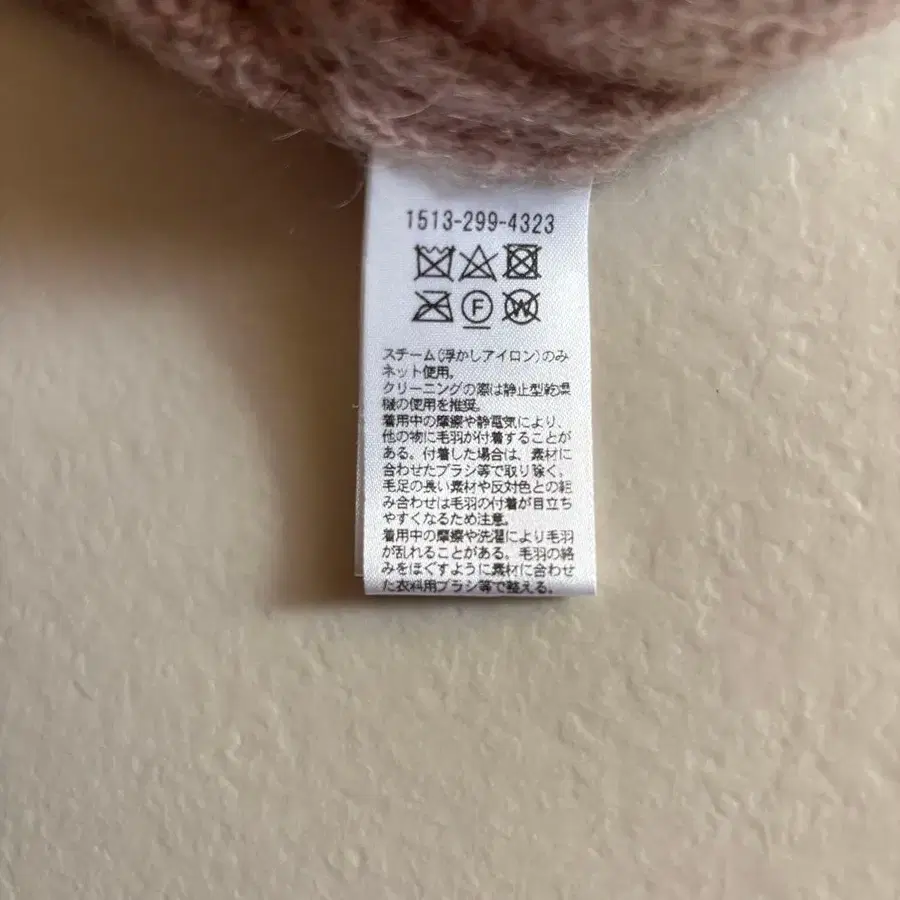 1513-299-4323
F
W
スチーム(浮かしアイロン)のみ
ネット使用。
クリーニングの際は静止型乾燥
機の使用を推奨。
着用中の摩擦や静電気により、
他の物に毛羽が付着することが
ある。付着した場合は、素材に
合わせたブラシ等で取り除く。
毛足の長い素材や反対色との組
み合わせは毛羽の付着が目立ち
やすくなるため注意。
着用中の摩擦や洗濯により毛羽
が乱れることがある。毛羽の絡
みをほぐすように素材に合わせ
た衣料用ブラシ等で整える。